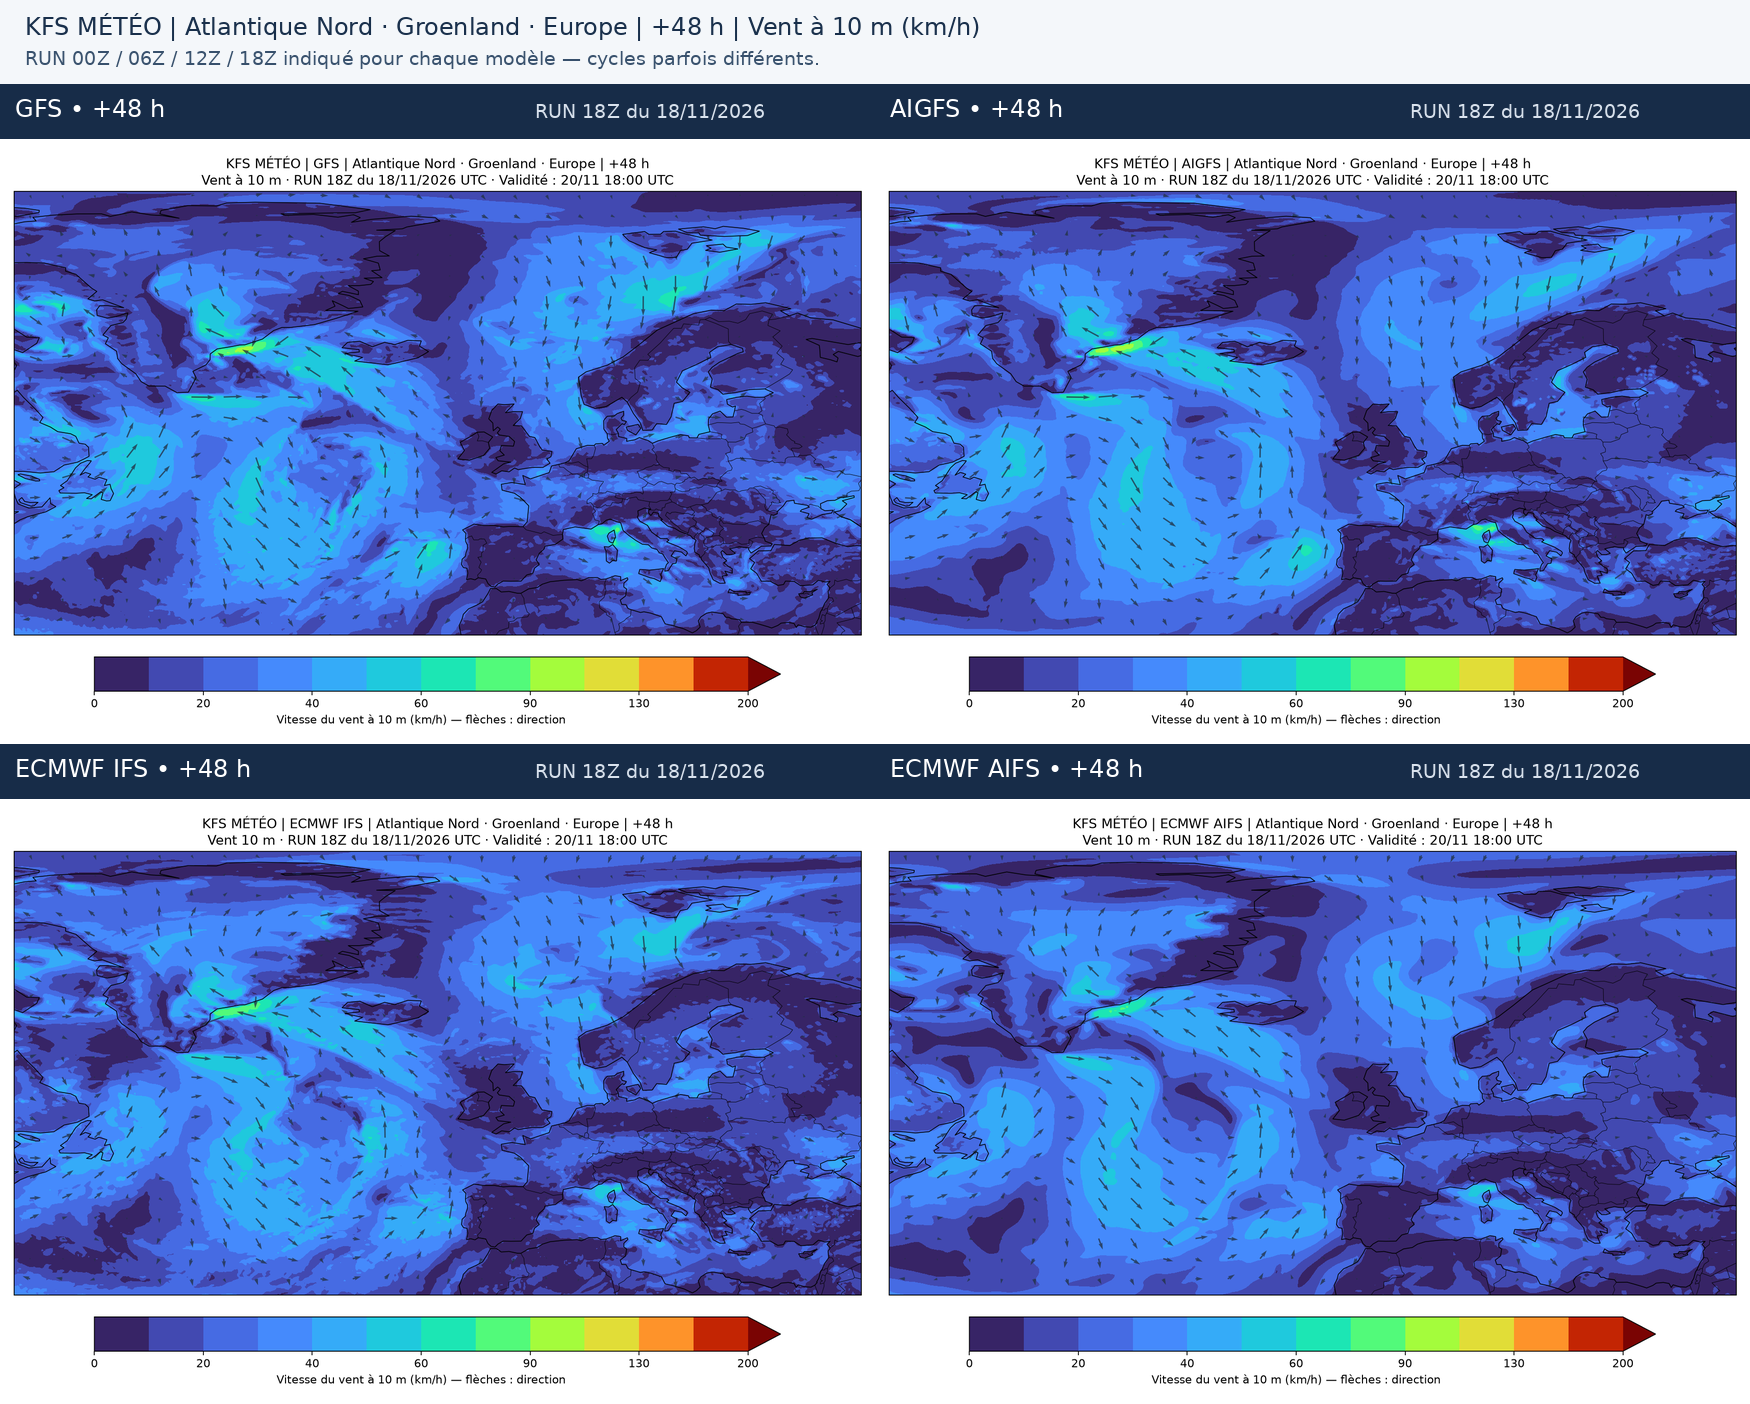 KFS MÉTÉO | Atlantique Nord · Groenland · Europe | +48 h | Vent à 10 m (km/h)
RUN 00Z / 06Z / 12Z / 18Z indiqué pour chaque modèle — cycles parfois différents.
GFS • +48 h
RUN 18Z du 18/11/2026
KFS MÉTÉO | GFS | Atlantique Nord · Groenland · Europe | +48 h
Vent à 10 m · RUN 18Z du 18/11/2026 UTC · Validité : 20/11 18:00 UTC
0 20 40 60 90 130 200
Vitesse du vent à 10 m (km/h) — flèches : direction
AIGFS • +48 h
RUN 18Z du 18/11/2026
KFS MÉTÉO | AIGFS | Atlantique Nord · Groenland · Europe | +48 h
Vent à 10 m · RUN 18Z du 18/11/2026 UTC · Validité : 20/11 18:00 UTC
0 20 40 60 90 130 200
Vitesse du vent à 10 m (km/h) — flèches : direction
ECMWF IFS • +48 h
RUN 18Z du 18/11/2026
KFS MÉTÉO | ECMWF IFS | Atlantique Nord · Groenland · Europe | +48 h
Vent 10 m · RUN 18Z du 18/11/2026 UTC · Validité : 20/11 18:00 UTC
0 20 40 60 90 130 200
Vitesse du vent à 10 m (km/h) — flèches : direction
ECMWF AIFS • +48 h
RUN 18Z du 18/11/2026
KFS MÉTÉO | ECMWF AIFS | Atlantique Nord · Groenland · Europe | +48 h
Vent 10 m · RUN 18Z du 18/11/2026 UTC · Validité : 20/11 18:00 UTC
0 20 40 60 90 130 200
Vitesse du vent à 10 m (km/h) — flèches : direction